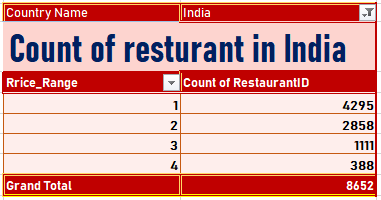 Country Name India
Count of resturant in India
Rrice_Range Count of RestaurantID
1 4295
2 2858
3 1111
4 388
Grand Total 8652